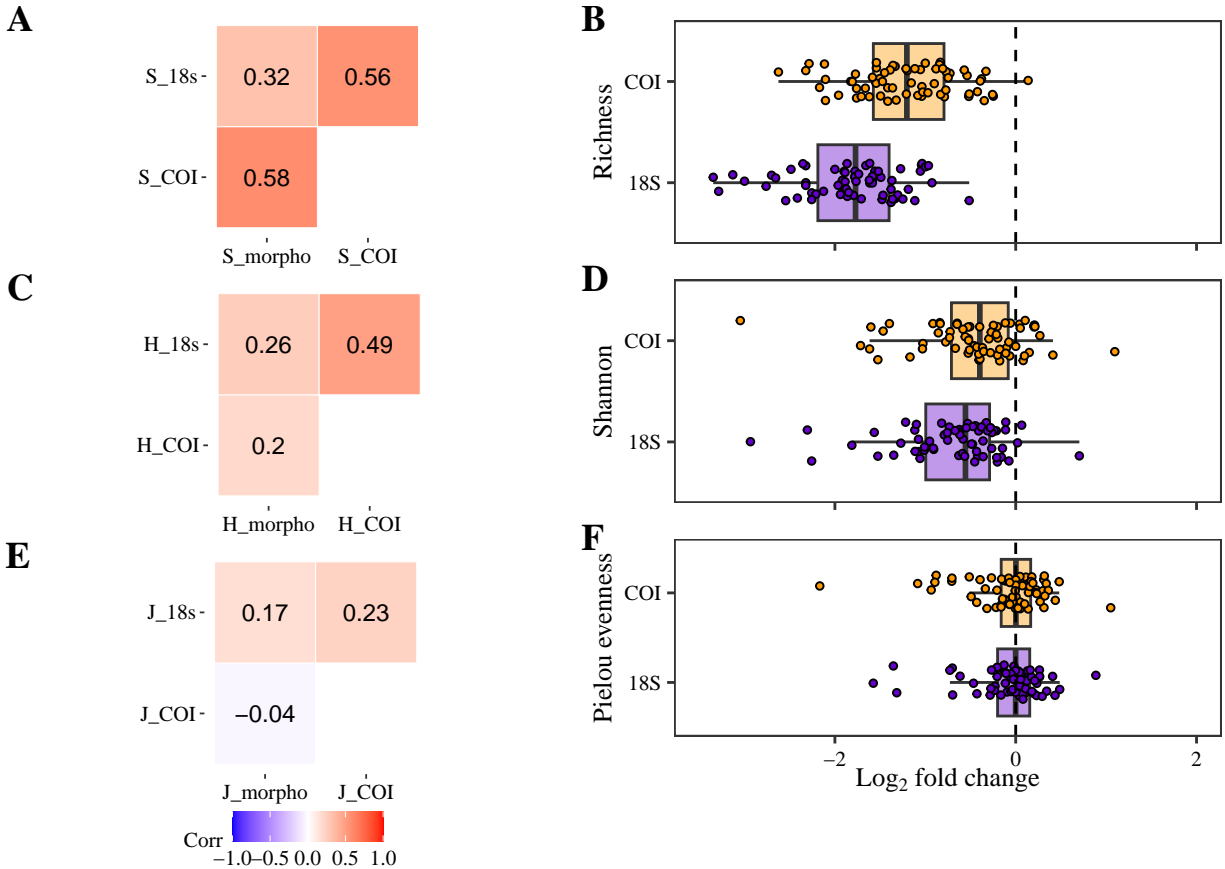 A
S_18s
0.32
0.56
S_COI
0.58
S_morpho
S_COI
B
Richness
COI
18S
C
H_18s
0.26
0.49
H_COI
0.2
H_morpho
H_COI
D
Shannon
COI
18S
E
J_18s
0.17
0.23
J_COI
−0.04
J_morpho
J_COI
Corr
−1.0 −0.5 0.0 0.5 1.0
F
Pielou evenness
COI
18S
−2 0 2
Log2 fold change